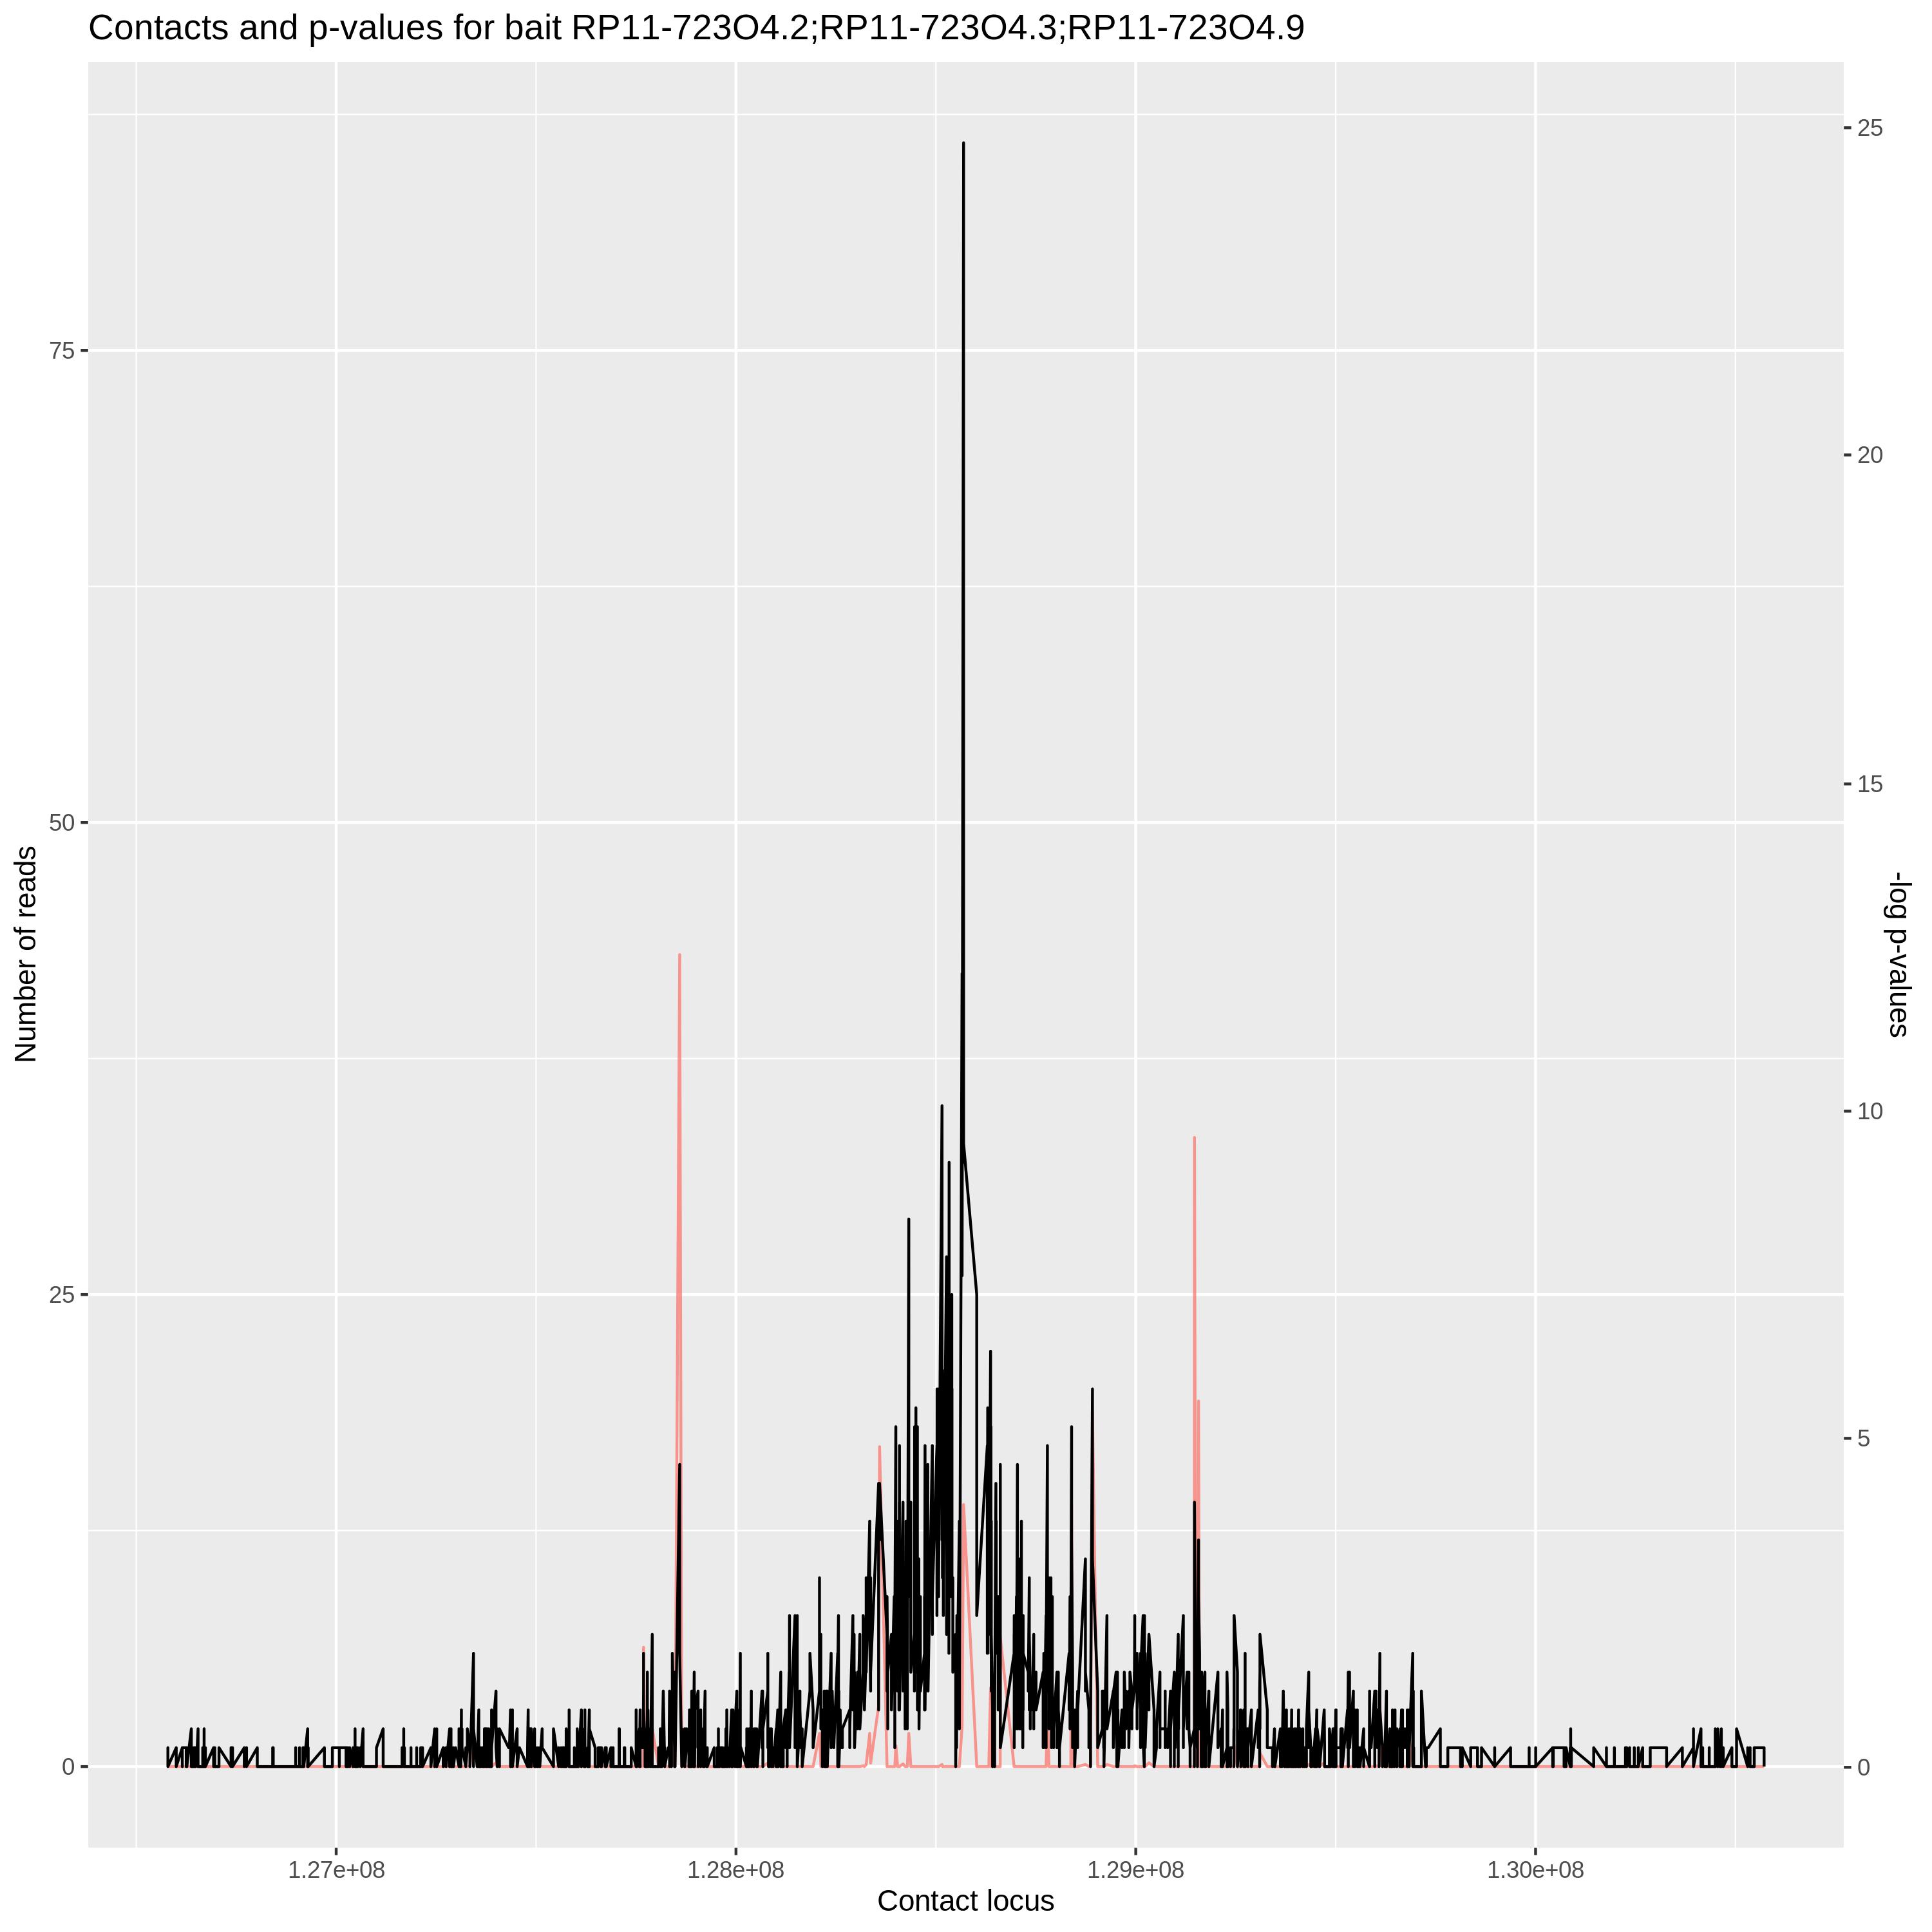 Contacts and p-values for bait RP11-723O4.2;RP11-723O4.3;RP11-723O4.9
Number of reads
75
50
25
0
25
20
15
10
5
0
-log p-values
1.27e+08 1.28e+08 1.29e+08 1.30e+08
Contact locus